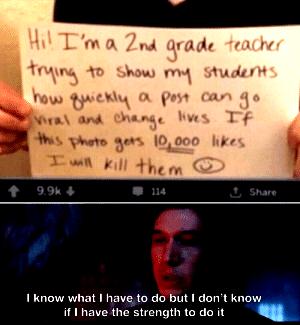 Hi! I'm a 2nd grade teacher
trying to show my students
how quickly a post can go
viral and change lives If
this photo gets 10,000 likes
I will kill them ☺
9.9k 114 Share
I know what I have to do but I don't know
if I have the strength to do it